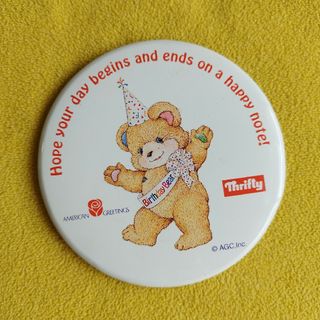 Hope your day begins and ends on a happy note!
Birthday Bear
Thrifty
AMERICAN GREETINGS
© AGC, Inc.